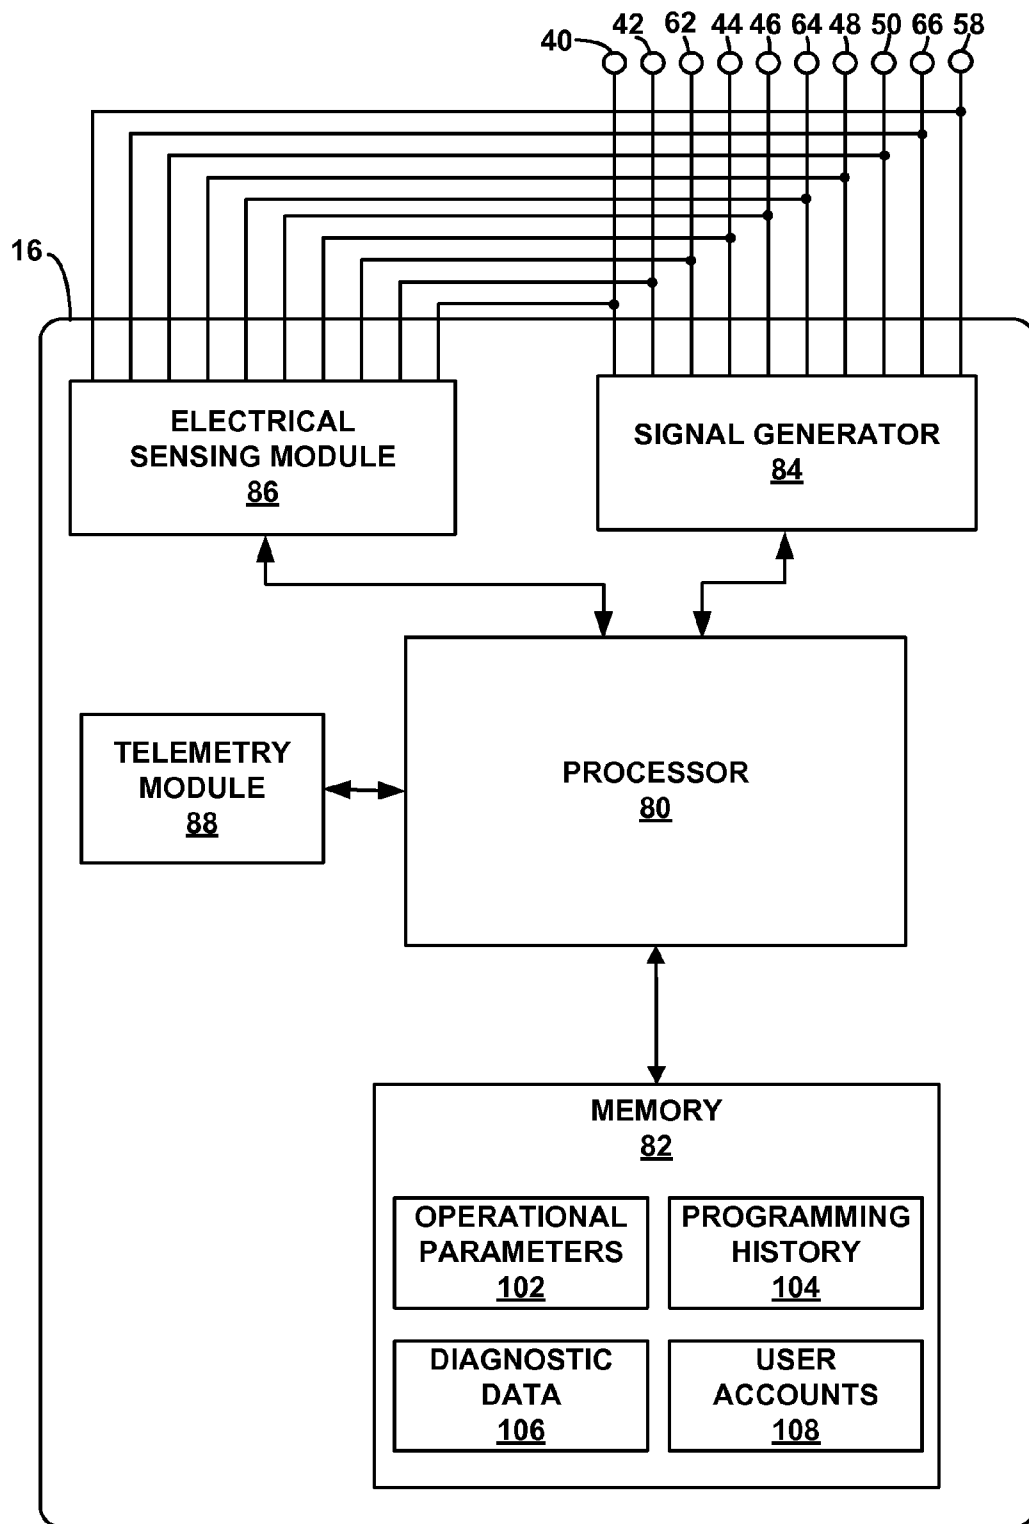 40 42 62 44 46 64 48 50 66 58
16
ELECTRICAL
SENSING MODULE
86
SIGNAL GENERATOR
84
TELEMETRY
MODULE
88
PROCESSOR
80
MEMORY
82
OPERATIONAL
PARAMETERS
102
PROGRAMMING
HISTORY
104
DIAGNOSTIC
DATA
106
USER
ACCOUNTS
108